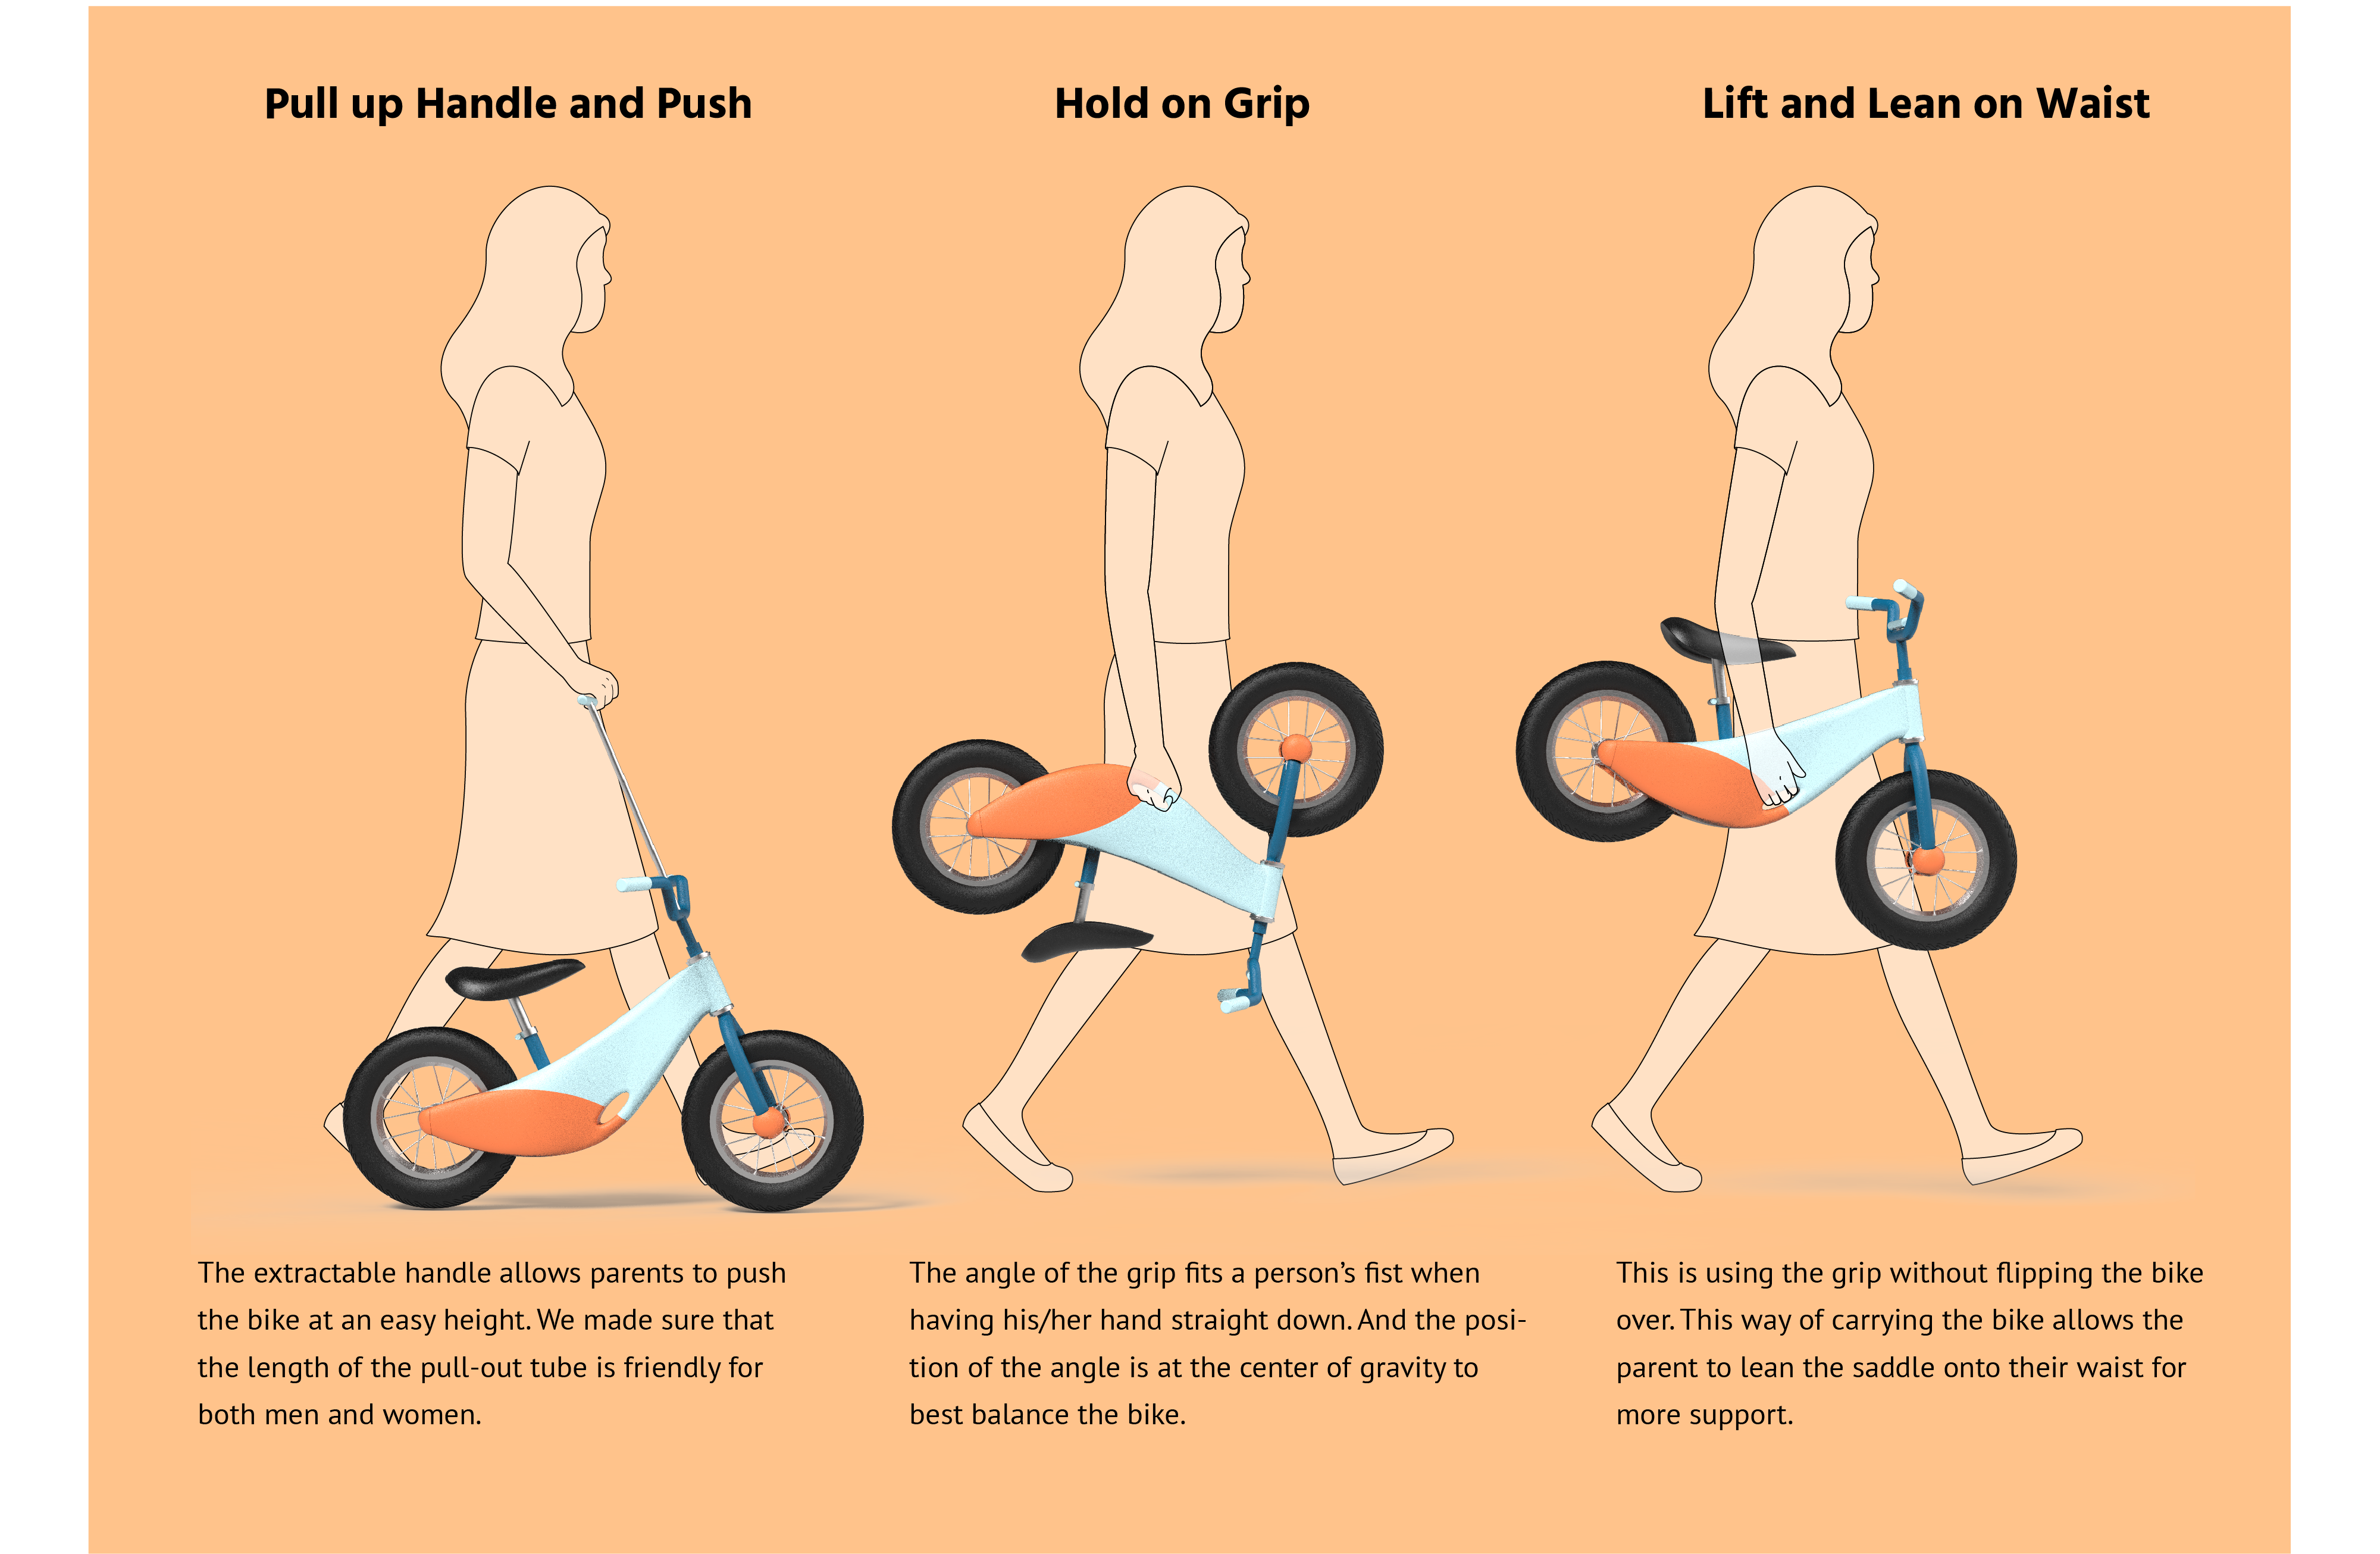 Pull up Handle and Push
The extractable handle allows parents to push
the bike at an easy height. We made sure that
the length of the pull-out tube is friendly for
both men and women.
Hold on Grip
The angle of the grip fits a person’s fist when
having his/her hand straight down. And the posi-
tion of the angle is at the center of gravity to
best balance the bike.
Lift and Lean on Waist
This is using the grip without flipping the bike
over. This way of carrying the bike allows the
parent to lean the saddle onto their waist for
more support.